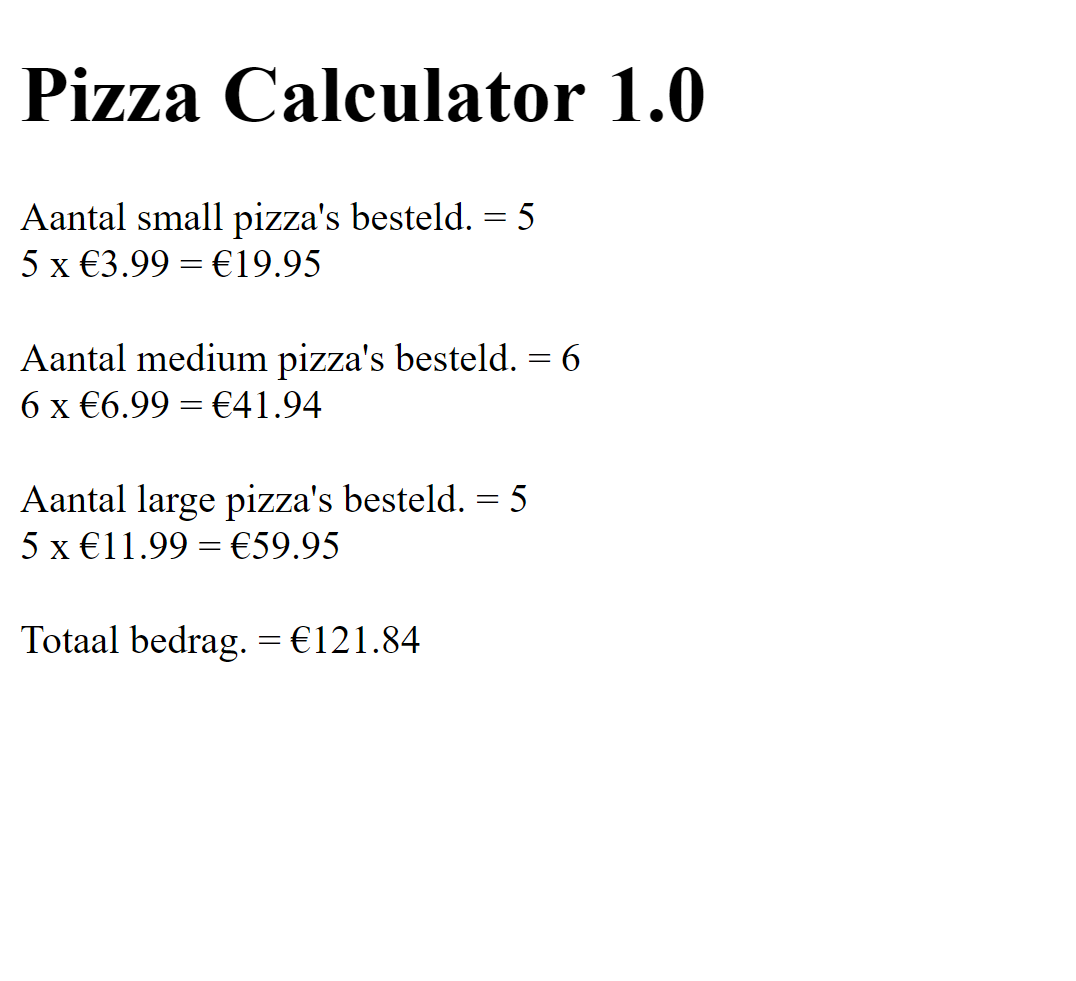 Pizza Calculator 1.0
Aantal small pizza's besteld. = 5
5 x €3.99 = €19.95
Aantal medium pizza's besteld. = 6
6 x €6.99 = €41.94
Aantal large pizza's besteld. = 5
5 x €11.99 = €59.95
Totaal bedrag. = €121.84